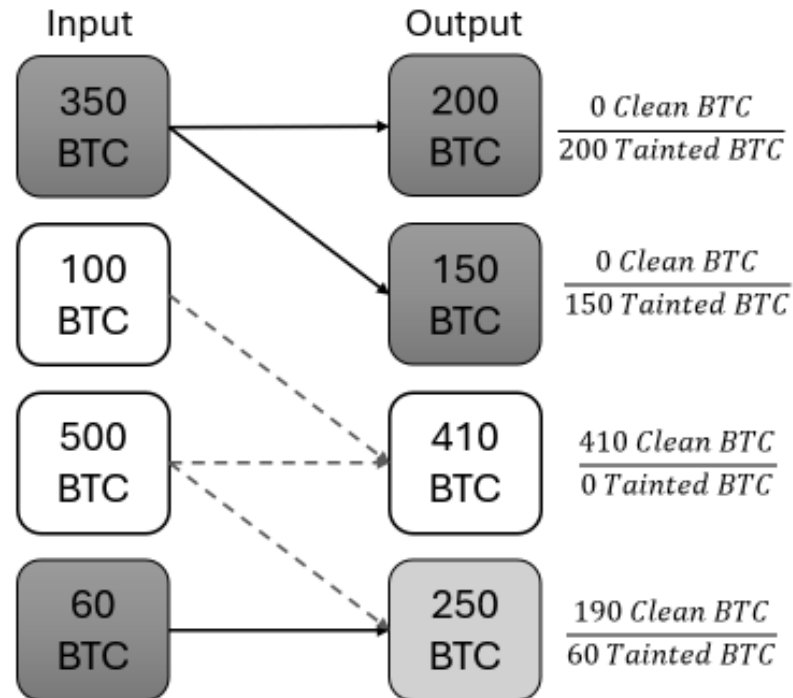 Input Output
350 BTC 200 BTC 0 Clean BTC
200 Tainted BTC
100 BTC 150 BTC 0 Clean BTC
150 Tainted BTC
500 BTC 410 BTC 410 Clean BTC
0 Tainted BTC
60 BTC 250 BTC 190 Clean BTC
60 Tainted BTC